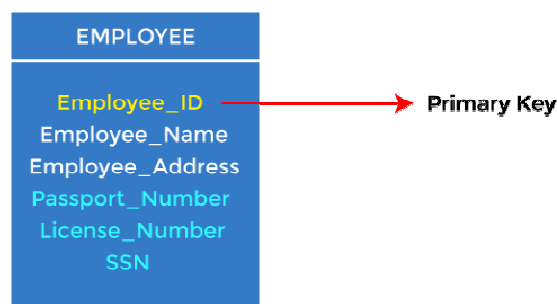 EMPLOYEE
Employee_ID
Primary Key
Employee_Name
Employee_Address
Passport_Number
License_Number
SSN